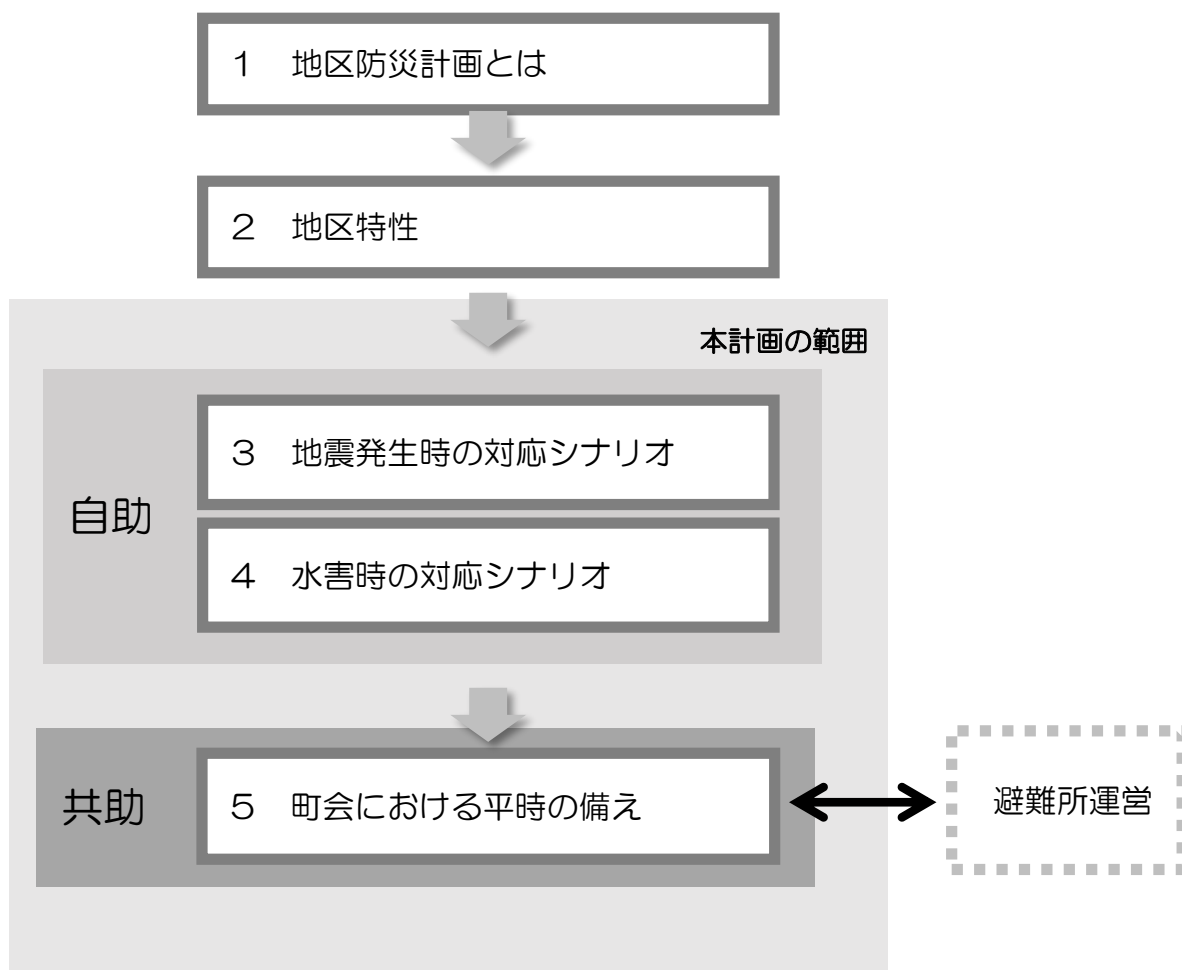 １　地区防災計画とは
２　地区特性
本計画の範囲
自助
３　地震発生時の対応シナリオ
４　水害時の対応シナリオ
共助
５　町会における平時の備え
避難所運営